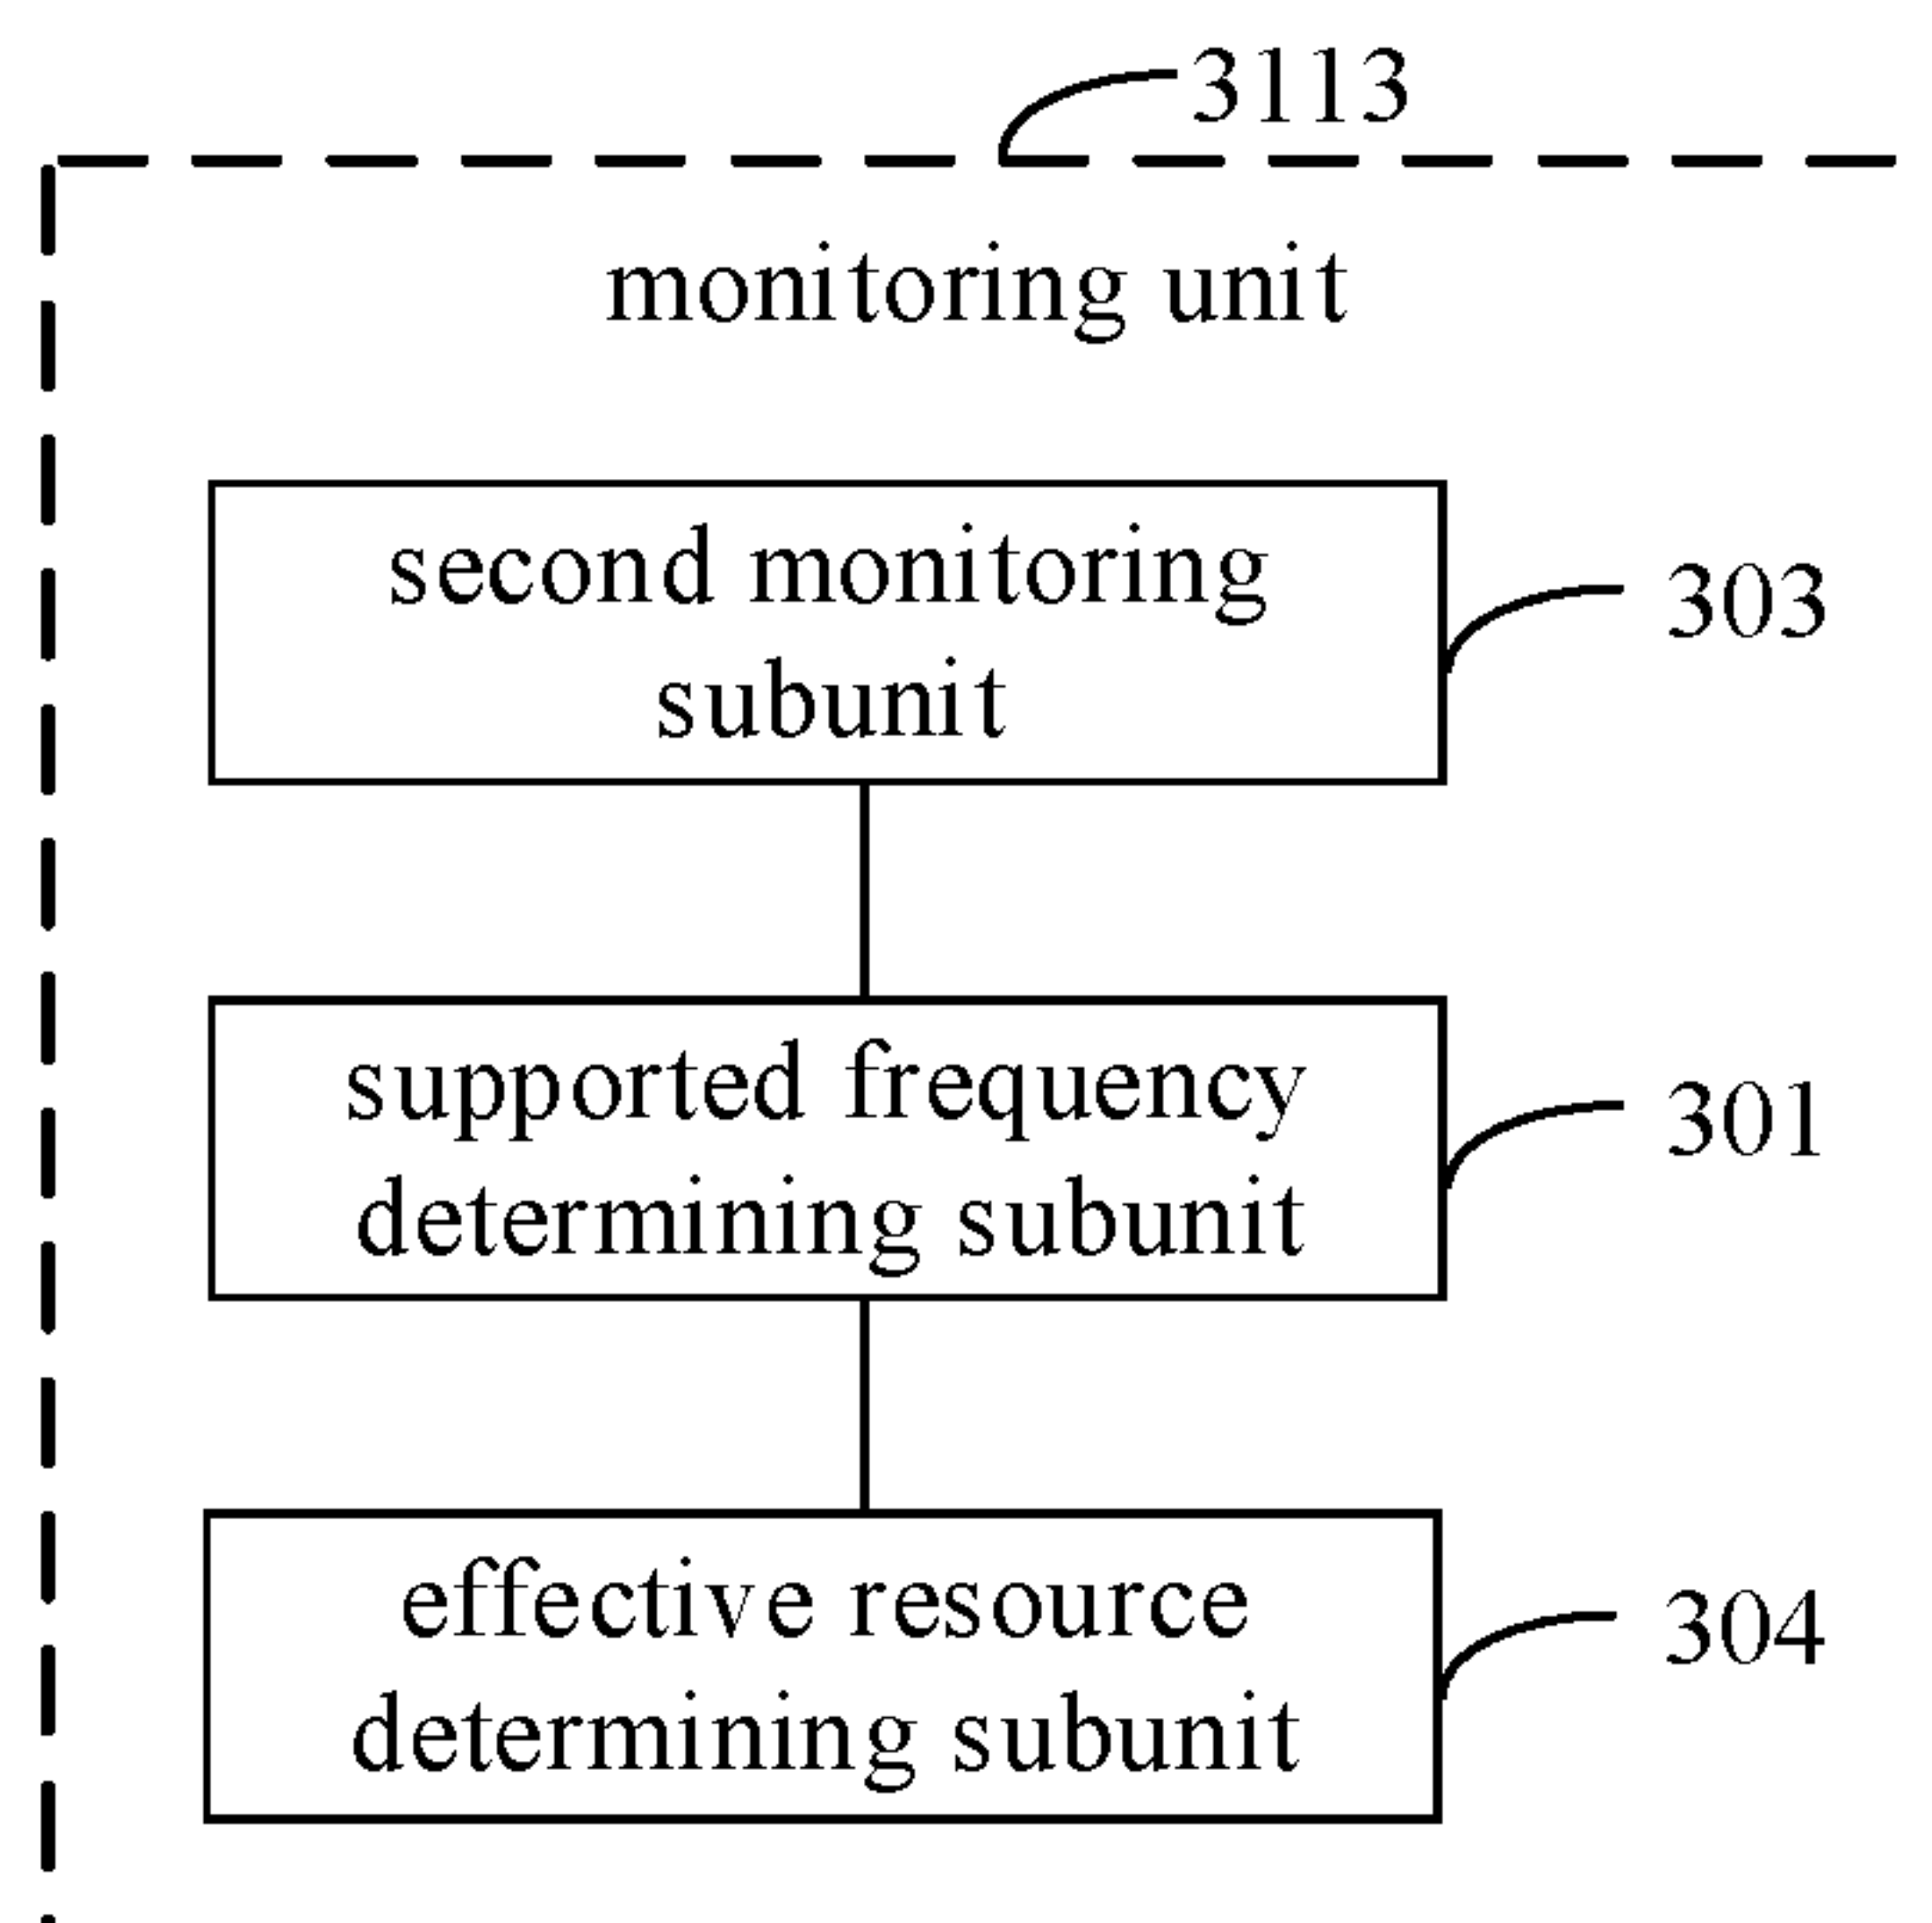 3113
monitoring unit
second monitoring
subunit
303
supported frequency
determining subunit
301
effective resource
determining subunit
304